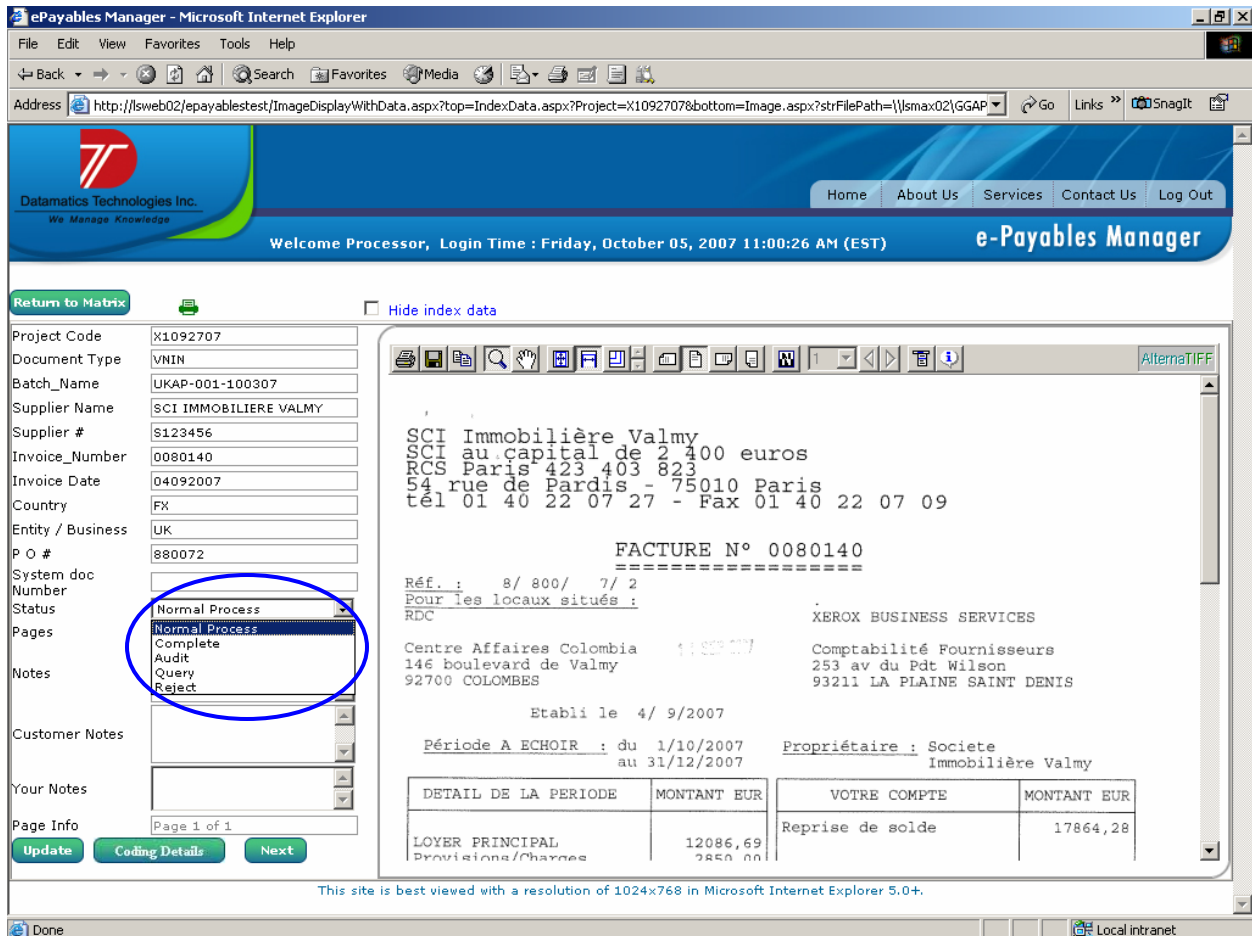 ePayables Manager - Microsoft Internet Explorer
File Edit View Favorites Tools Help
Back Search Favorites Media
Address http://lsweb02/epayablestest/ImageDisplayWithData.aspx?top=IndexData.aspx?Project=X1092707&bottom=Image.aspx?strFilePath=\\lsmax02\GGAP Go Links » SnagIt
Datamatics Technologies Inc.
We Manage Knowledge
Home About Us Services Contact Us Log Out
Welcome Processor, Login Time : Friday, October 05, 2007 11:00:26 AM (EST)
e-Payables Manager
Return to Matrix
Hide index data
Project Code X1092707
Document Type VNIN
Batch_Name UKAP-001-100307
Supplier Name SCI IMMOBILIERE VALMY
Supplier # S123456
Invoice_Number 0080140
Invoice Date 04092007
Country FX
Entity / Business UK
P O # 880072
System doc
Number
Status Normal Process
Normal Process
Complete
Audit
Query
Reject
Pages
Notes
Customer Notes
Your Notes
Page Info Page 1 of 1
Update Coding Details Next
1
AlternaTIFF
SCI Immobilière Valmy
SCI au capital de 2 400 euros
RCS Paris 423 403 823
54 rue de Pardis - 75010 Paris
tél 01 40 22 07 27 - Fax 01 40 22 07 09
FACTURE N° 0080140
==================
Réf. : 8/ 800/ 7/ 2
Pour les locaux situés :
RDC
XEROX BUSINESS SERVICES
Centre Affaires Colombia
Comptabilité Fournisseurs
146 boulevard de Valmy
253 av du Pdt Wilson
92700 COLOMBES
93211 LA PLAINE SAINT DENIS
Etabli le 4/ 9/2007
Période A ECHOIR : du 1/10/2007
au 31/12/2007
Propriétaire : Societe
Immobilière Valmy
DETAIL DE LA PERIODE MONTANT EUR VOTRE COMPTE MONTANT EUR
Reprise de solde 17864,28
LOYER PRINCIPAL 12086,69
Provisions/Charges 2850,00
This site is best viewed with a resolution of 1024x768 in Microsoft Internet Explorer 5.0+.
Done
Local intranet